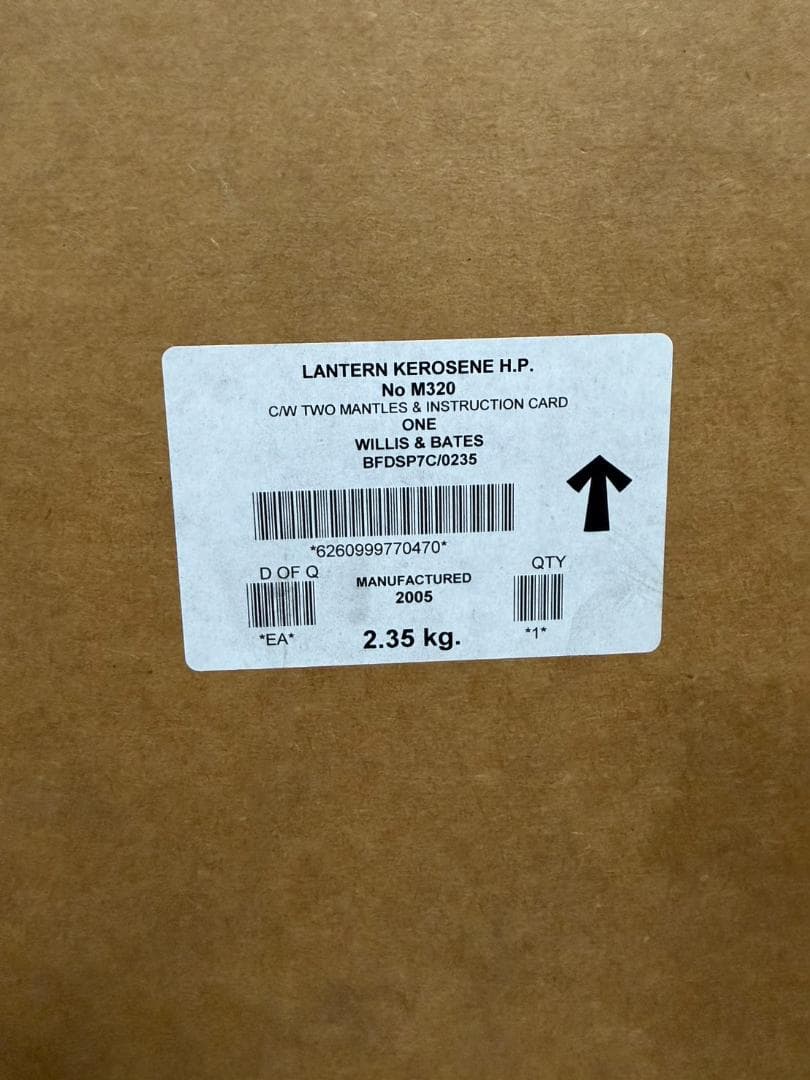 LANTERN KEROSENE H.P.
No M320
C/W TWO MANTLES & INSTRUCTION CARD
ONE
WILLIS & BATES
BFDSP7C/0235
*6260999770470*
D OF Q
MANUFACTURED
2005
QTY
*EA*
2.35 kg.
*1*